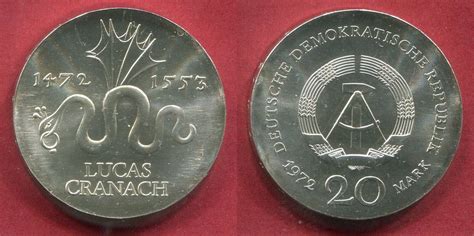 1472 1553
LUCAS
CRANACH
DEUTSCHE DEMOKRATISCHE REPUBLIK
1972 20 MARK